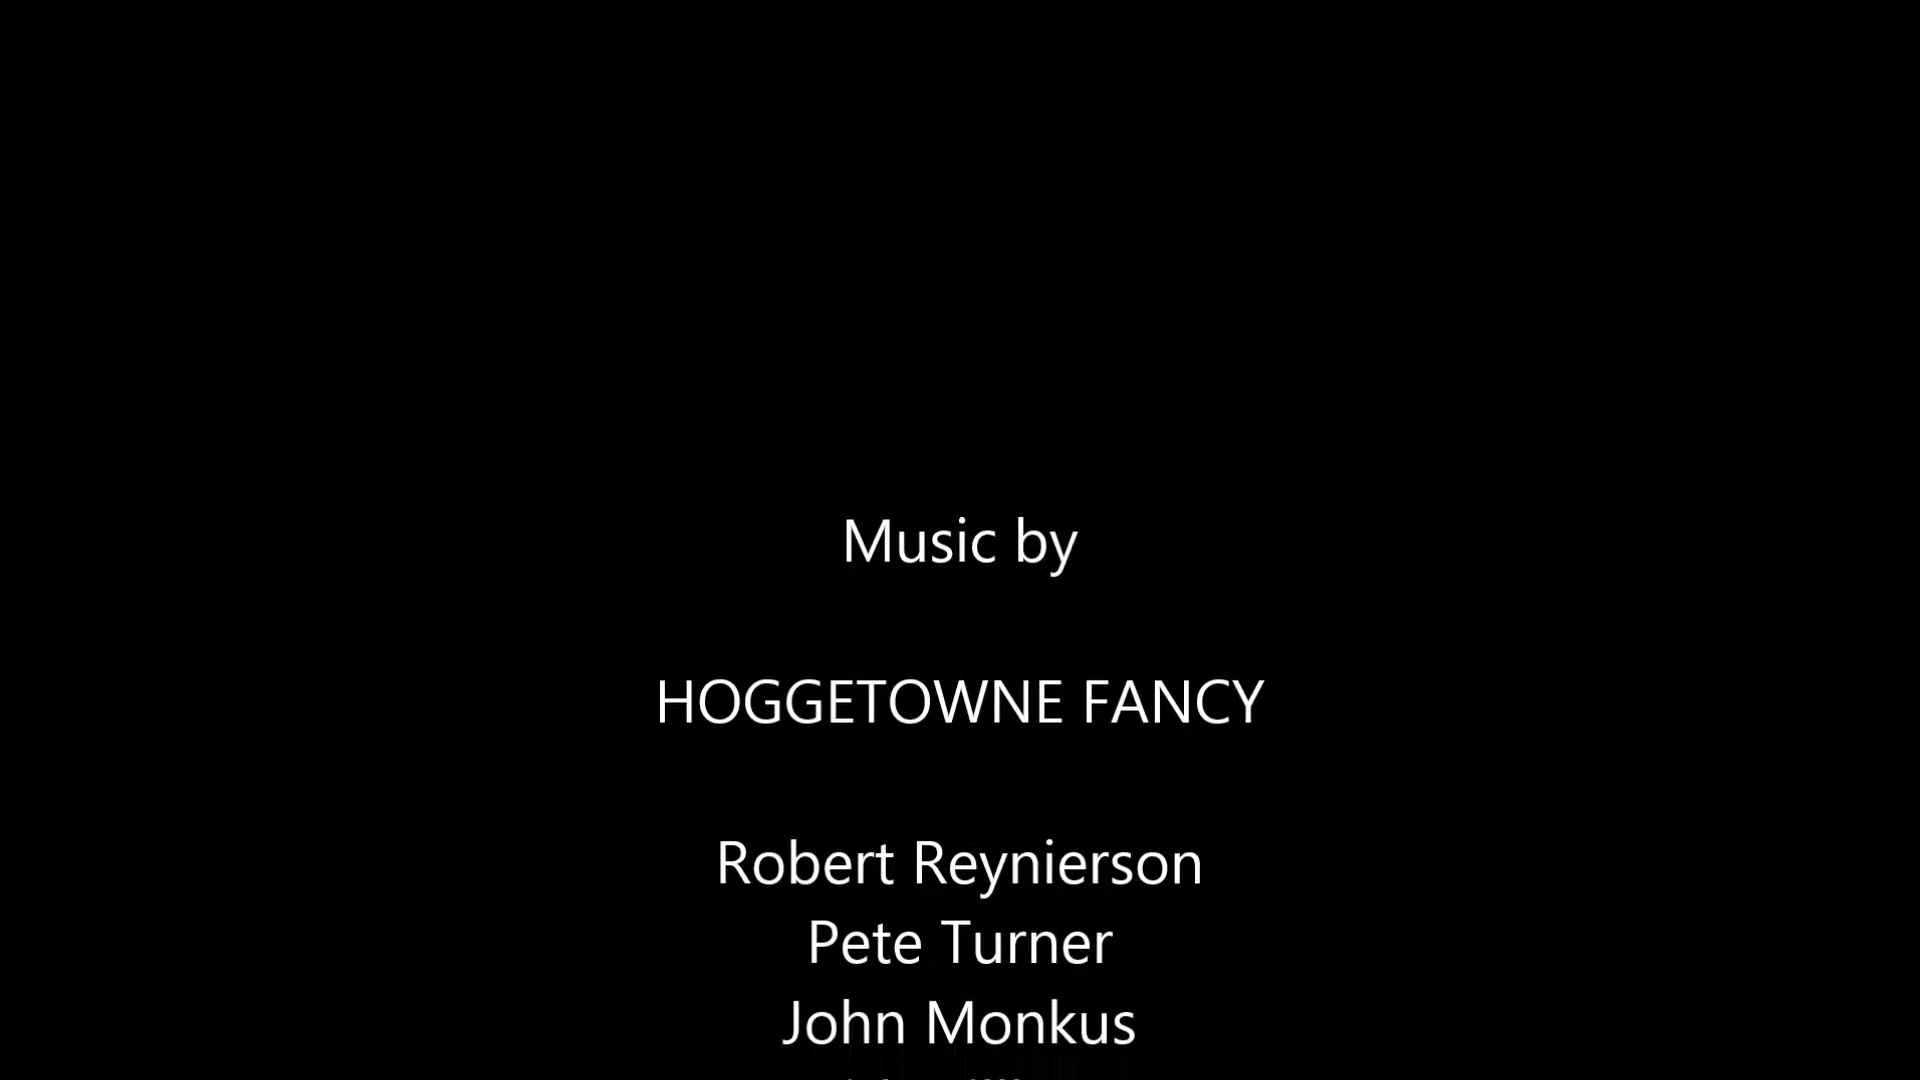 Music by
HOGGETOWNE FANCY
Robert Reynierson
Pete Turner
John Monkus